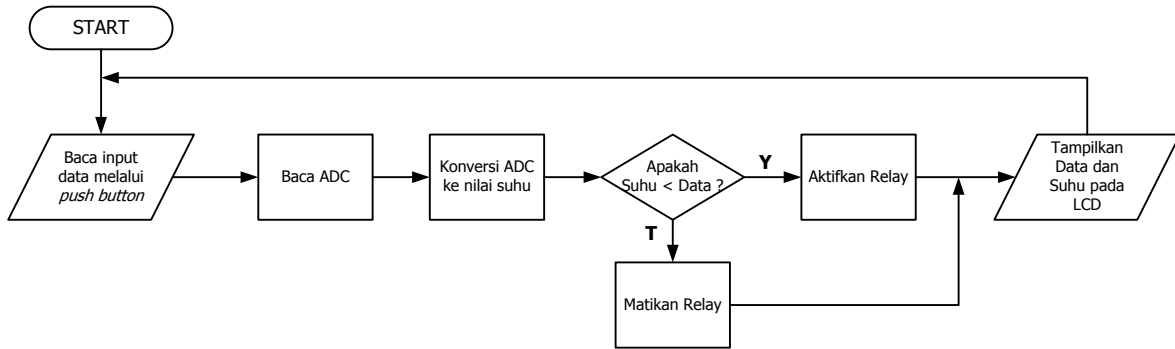 START
Baca input
data melalui
push button
Baca ADC
Konversi ADC
ke nilai suhu
Apakah
Suhu < Data ?
Y
T
Aktifkan Relay
Matikan Relay
Tampilkan
Data dan
Suhu pada
LCD